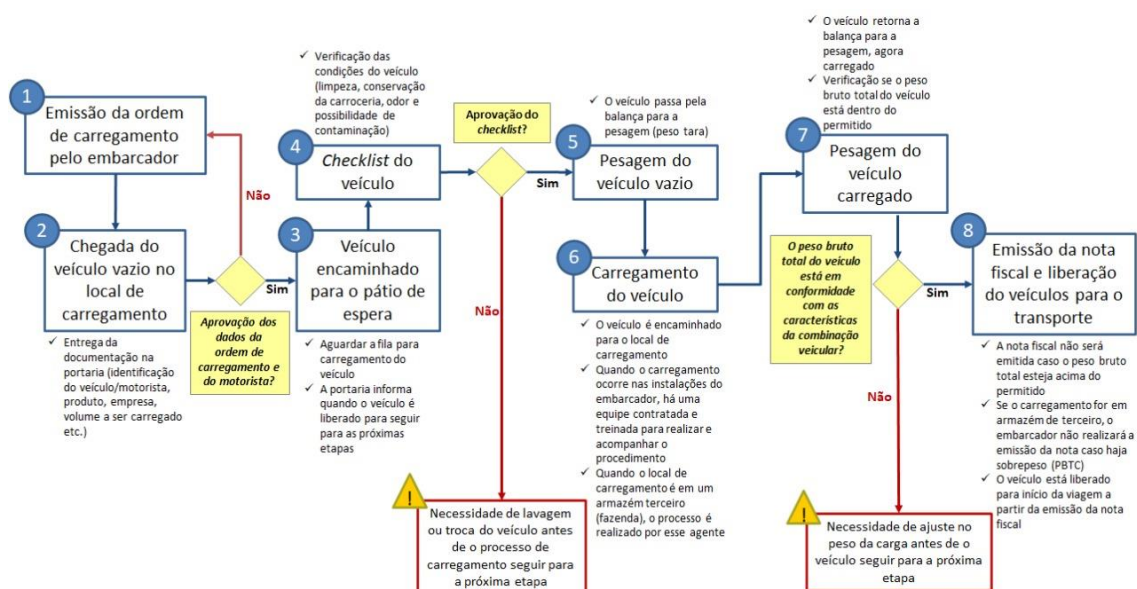 1
Emissão da ordem
de carregamento
pelo embarcador
2
Chegada do
veículo vazio no
local de
carregamento
✓ Entrega da
documentação na
portaria (identificação
do veículo/motorista,
produto, empresa,
volume a ser carregado
etc.)
Não
Sim
Aprovação dos
dados da
ordem de
carregamento e
do motorista?
3
Veículo
encaminhado
para o pátio de
espera
✓ Aguardar a fila para
carregamento do
veículo
✓ A portaria informa
quando o veículo é
liberado para seguir
para as próximas
etapas
✓ Verificação das
condições do veículo
(limpeza, conservação
da carroceria, odor e
possibilidade de
contaminação)
4
Checklist do
veículo
Aprovação do
checklist?
Sim
Não
!
Necessidade de lavagem
ou troca do veículo antes
de o processo de
carregamento seguir para
a próxima etapa
✓ O veículo passa pela
balança para a
pesagem (peso tara)
5
Pesagem do
veículo vazio
6
Carregamento
do veículo
✓ O veículo é encaminhado
para o local de
carregamento
✓ Quando o carregamento
ocorre nas instalações do
embarcador, há uma
equipe contratada e
treinada para realizar e
acompanhar o
procedimento
✓ Quando o local de
carregamento é em um
armazém terceiro
(fazenda), o processo é
realizado por esse agente
✓ O veículo retorna a
balança para a
pesagem, agora
carregado
✓ Verificação se o peso
bruto total do veículo
está dentro do
permitido
7
Pesagem do
veículo
carregado
O peso bruto
total do veículo
está em
conformidade
com as
características
da combinação
veicular?
Sim
Não
!
Necessidade de ajuste no
peso da carga antes de o
veículo seguir para a próxima
etapa
8
Emissão da nota
fiscal e liberação
do veículos para o
transporte
✓ A nota fiscal não será
emitida caso o peso bruto
total esteja acima do
permitido
✓ Se o carregamento for em
armazém de terceiro, o
embarcador não realizará a
emissão da nota caso haja
sobrepeso (PBTC)
✓ O veículo está liberado
para início da viagem a
partir da emissão da nota
fiscal